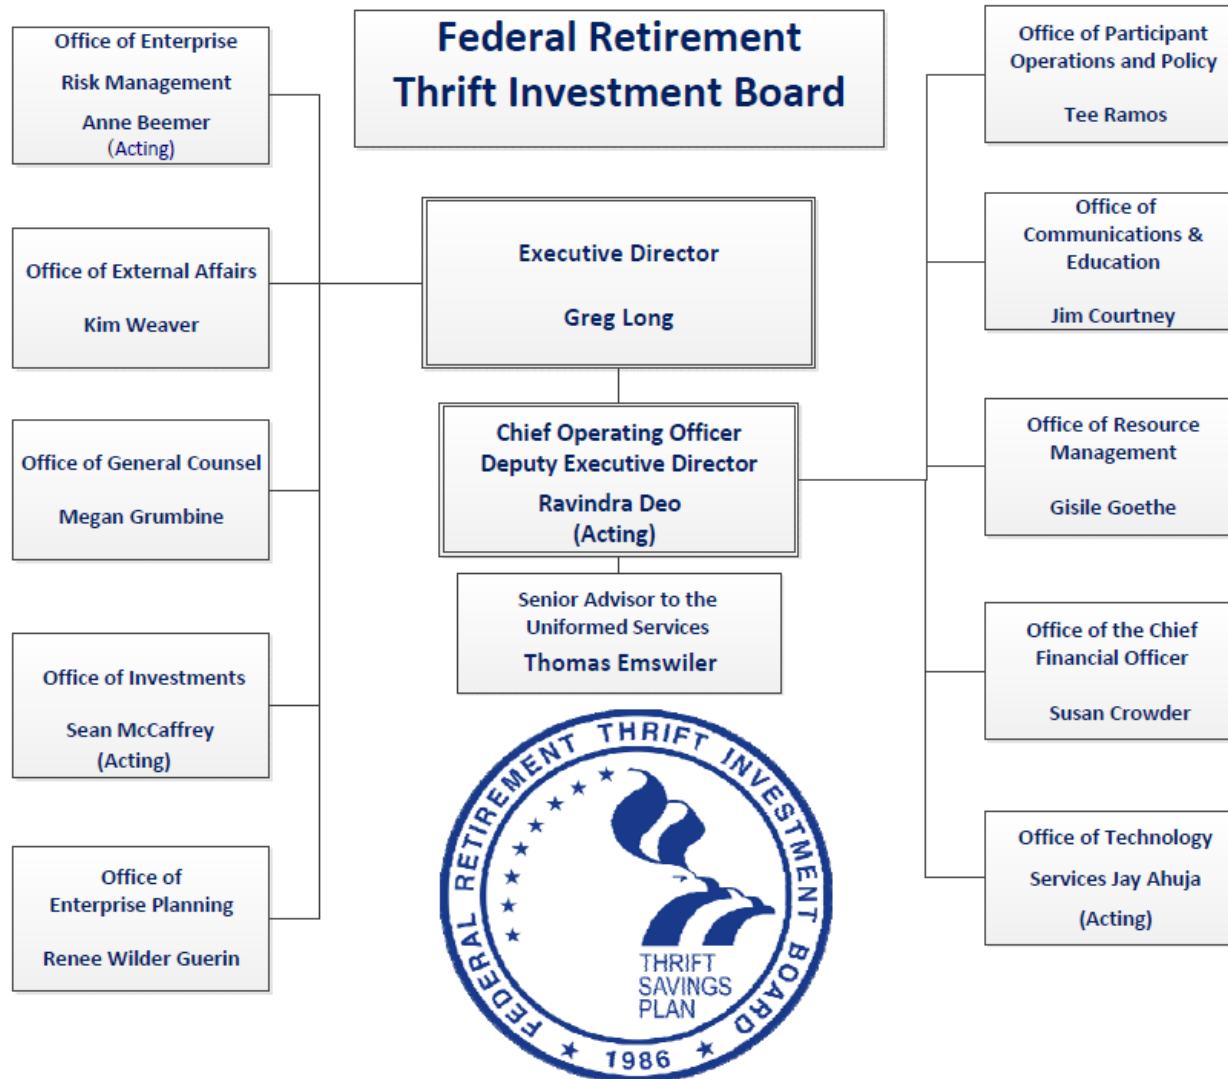 Federal Retirement
Thrift Investment Board
Office of Enterprise
Risk Management
Anne Beemer
(Acting)
Office of External Affairs
Kim Weaver
Office of General Counsel
Megan Grumbine
Office of Investments
Sean McCaffrey
(Acting)
Office of
Enterprise Planning
Renee Wilder Guerin
Executive Director
Greg Long
Chief Operating Officer
Deputy Executive Director
Ravindra Deo
(Acting)
Senior Advisor to the
Uniformed Services
Thomas Emswiler
Office of Participant
Operations and Policy
Tee Ramos
Office of
Communications &
Education
Jim Courtney
Office of Resource
Management
Gisile Goethe
Office of the Chief
Financial Officer
Susan Crowder
Office of Technology
Services Jay Ahuja
(Acting)
FEDERAL RETIREMENT THRIFT INVESTMENT BOARD
THRIFT
SAVINGS
PLAN
1986